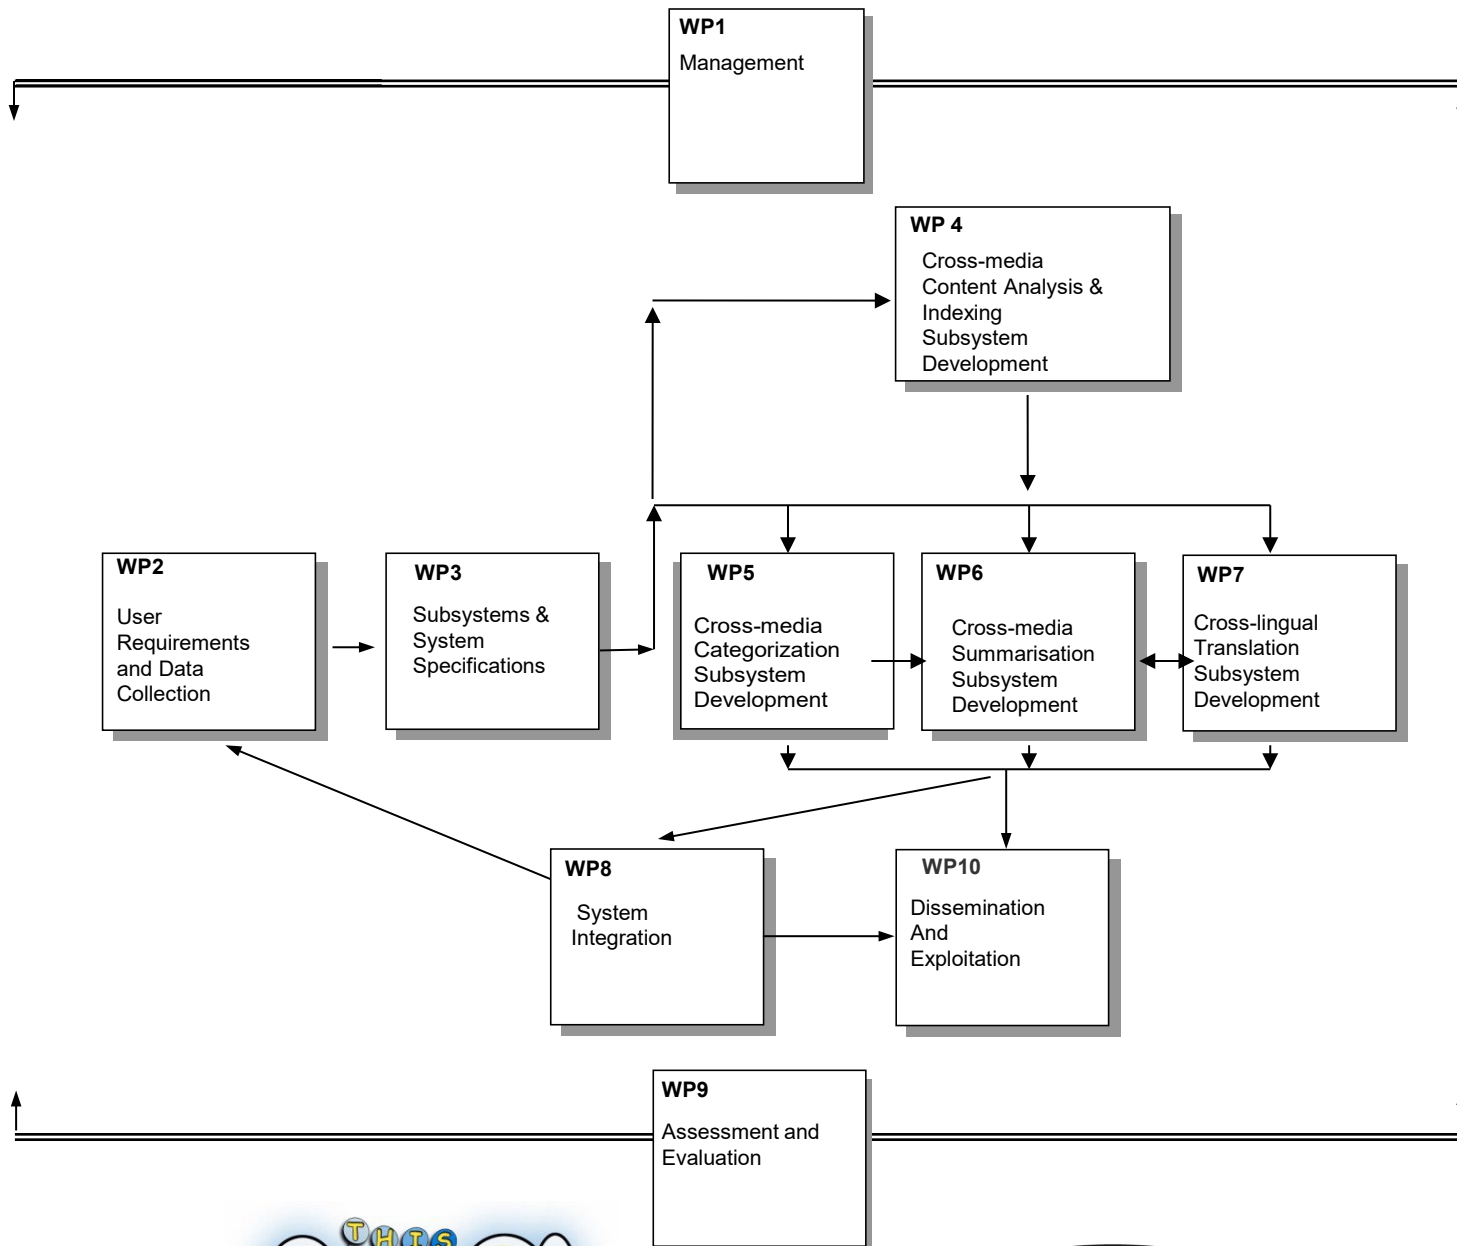 WP1
Management
WP 4
Cross-media
Content Analysis &
Indexing
Subsystem
Development
WP2
User
Requirements
and Data
Collection
WP3
Subsystems &
System
Specifications
WP5
Cross-media
Categorization
Subsystem
Development
WP6
Cross-media
Summarisation
Subsystem
Development
WP7
Cross-lingual
Translation
Subsystem
Development
WP8
System
Integration
WP10
Dissemination
And
Exploitation
WP9
Assessment and
Evaluation
THIS